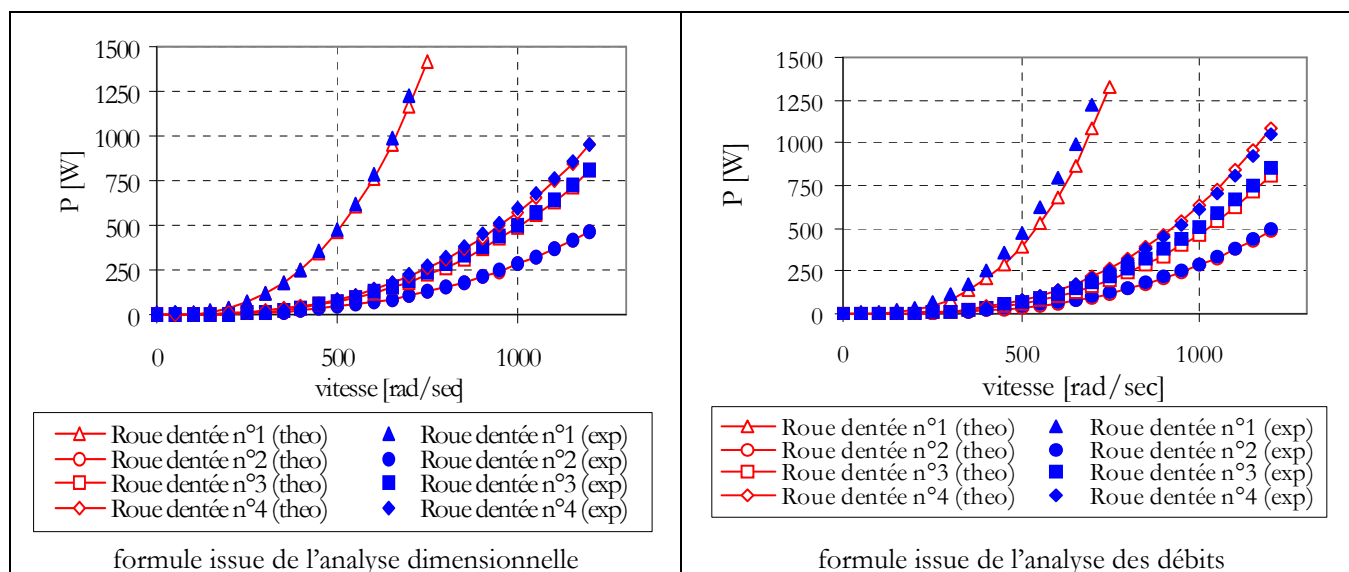 1500
1250
1000
750
500
250
0
P [W]
0 500 1000
vitesse [rad/sec]
Roue dentée n°1 (theo) Roue dentée n°1 (exp)
Roue dentée n°2 (theo) Roue dentée n°2 (exp)
Roue dentée n°3 (theo) Roue dentée n°3 (exp)
Roue dentée n°4 (theo) Roue dentée n°4 (exp)
formule issue de l'analyse dimensionnelle
1500
1250
1000
750
500
250
0
P [W]
0 500 1000
vitesse [rad/sec]
Roue dentée n°1 (theo) Roue dentée n°1 (exp)
Roue dentée n°2 (theo) Roue dentée n°2 (exp)
Roue dentée n°3 (theo) Roue dentée n°3 (exp)
Roue dentée n°4 (theo) Roue dentée n°4 (exp)
formule issue de l'analyse des débits